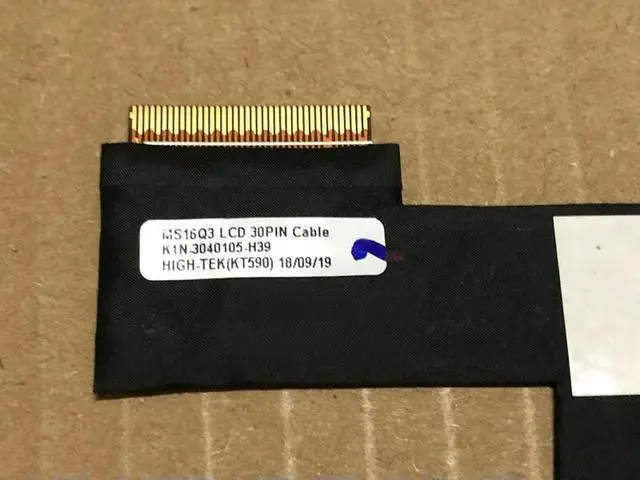 MS16Q3 LCD 30PIN Cable
K1N-3040105-H39
HIGH-TEK(KT590) 18/09/19